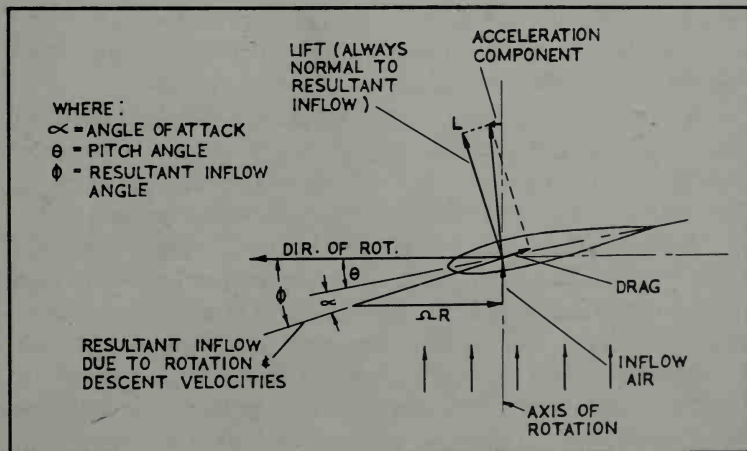 LIFT (ALWAYS
NORMAL TO
RESULTANT
INFLOW)
ACCELERATION
COMPONENT
WHERE:
∝ = ANGLE OF ATTACK
θ = PITCH ANGLE
ϕ = RESULTANT INFLOW
ANGLE
L
DIR. OF ROT.
θ
ϕ
∝
DRAG
ΩR
RESULTANT INFLOW
DUE TO ROTATION &
DESCENT VELOCITIES
INFLOW
AIR
AXIS OF
ROTATION